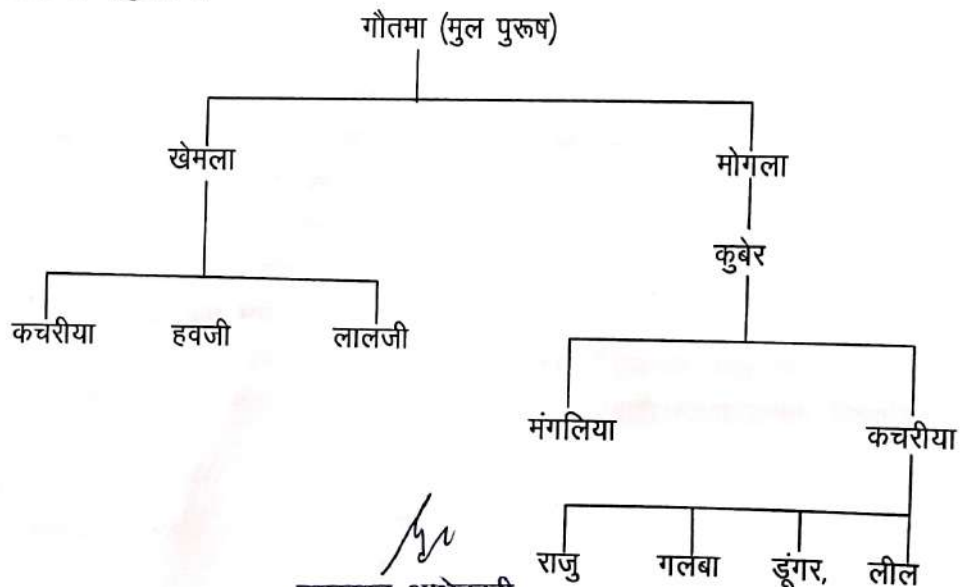 गौतमा (मुल पुरूष)
खेमला मोगला
कुबेर
कचरीया हवजी लालजी
मंगलिया कचरीया
राजु गलबा डूंगर, लील